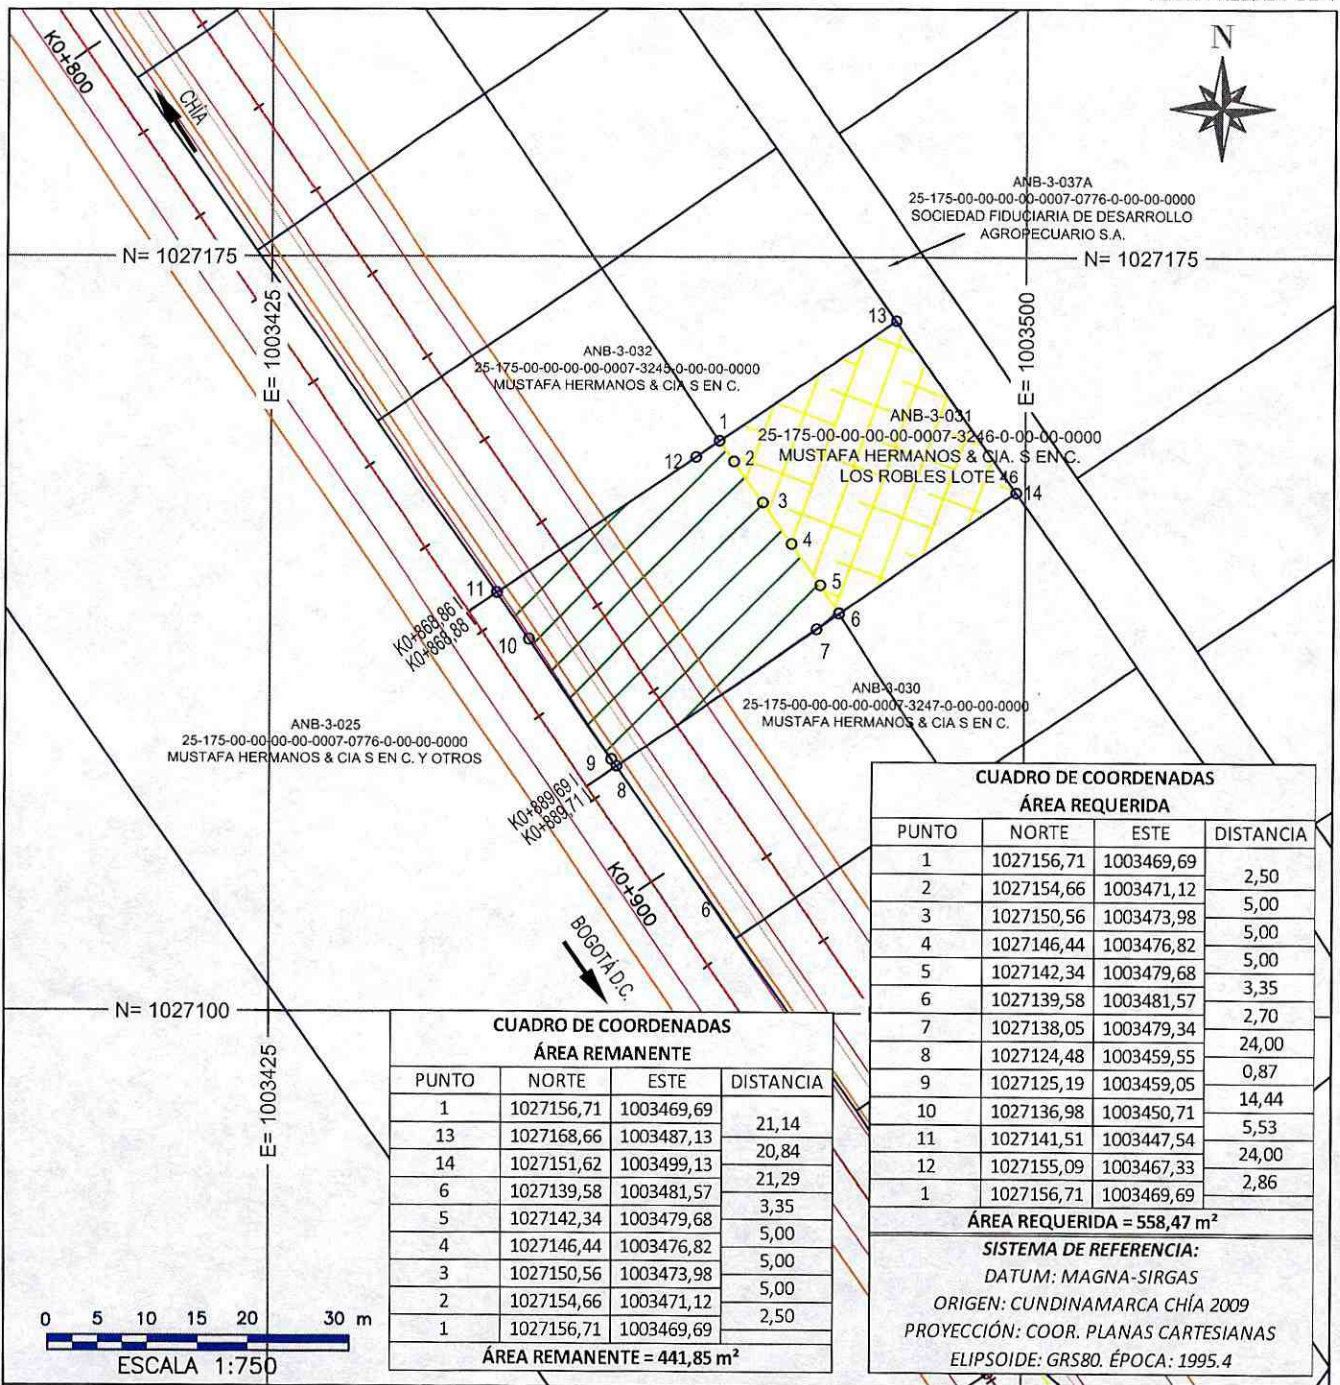 N
K0+800
CHÍA
ANB-3-037A
25-175-00-00-00-00-0007-0776-0-00-00-0000
SOCIEDAD FIDUCIARIA DE DESARROLLO
AGROPECUARIO S.A.
N= 1027175
N= 1027175
E= 1003425
E= 1003500
13
ANB-3-032
25-175-00-00-00-00-0007-3245-0-00-00-0000
MUSTAFA HERMANOS & CIA S EN C.
1
12
2
3
4
5
6
7
14
ANB-3-031
25-175-00-00-00-00-0007-3246-0-00-00-0000
MUSTAFA HERMANOS & CIA. S EN C.
LOS ROBLES LOTE 46
11
10
K0+868,86 I
K0+868,88
ANB-3-030
25-175-00-00-00-00-0007-3247-0-00-00-0000
MUSTAFA HERMANOS & CIA S EN C.
ANB-3-025
25-175-00-00-00-00-0007-0776-0-00-00-0000
MUSTAFA HERMANOS & CIA S EN C. Y OTROS
9
8
K0+889,69 I
K0+889,71 I
K0+900
6
BOGOTÁ D.C.
N= 1027100
E= 1003425
CUADRO DE COORDENADAS
ÁREA REQUERIDA
PUNTO NORTE ESTE DISTANCIA
1 1027156,71 1003469,69
2,50
2 1027154,66 1003471,12
5,00
3 1027150,56 1003473,98
5,00
4 1027146,44 1003476,82
5,00
5 1027142,34 1003479,68
3,35
6 1027139,58 1003481,57
2,70
7 1027138,05 1003479,34
24,00
8 1027124,48 1003459,55
0,87
9 1027125,19 1003459,05
14,44
10 1027136,98 1003450,71
5,53
11 1027141,51 1003447,54
24,00
12 1027155,09 1003467,33
2,86
1 1027156,71 1003469,69
ÁREA REQUERIDA = 558,47 m²
SISTEMA DE REFERENCIA:
DATUM: MAGNA-SIRGAS
ORIGEN: CUNDINAMARCA CHÍA 2009
PROYECCIÓN: COOR. PLANAS CARTESIANAS
ELIPSOIDE: GRS80. ÉPOCA: 1995.4
CUADRO DE COORDENADAS
ÁREA REMANENTE
PUNTO NORTE ESTE DISTANCIA
1 1027156,71 1003469,69
21,14
13 1027168,66 1003487,13
20,84
14 1027151,62 1003499,13
21,29
6 1027139,58 1003481,57
3,35
5 1027142,34 1003479,68
5,00
4 1027146,44 1003476,82
5,00
3 1027150,56 1003473,98
5,00
2 1027154,66 1003471,12
2,50
1 1027156,71 1003469,69
ÁREA REMANENTE = 441,85 m²
0 5 10 15 20 30 m
ESCALA 1:750